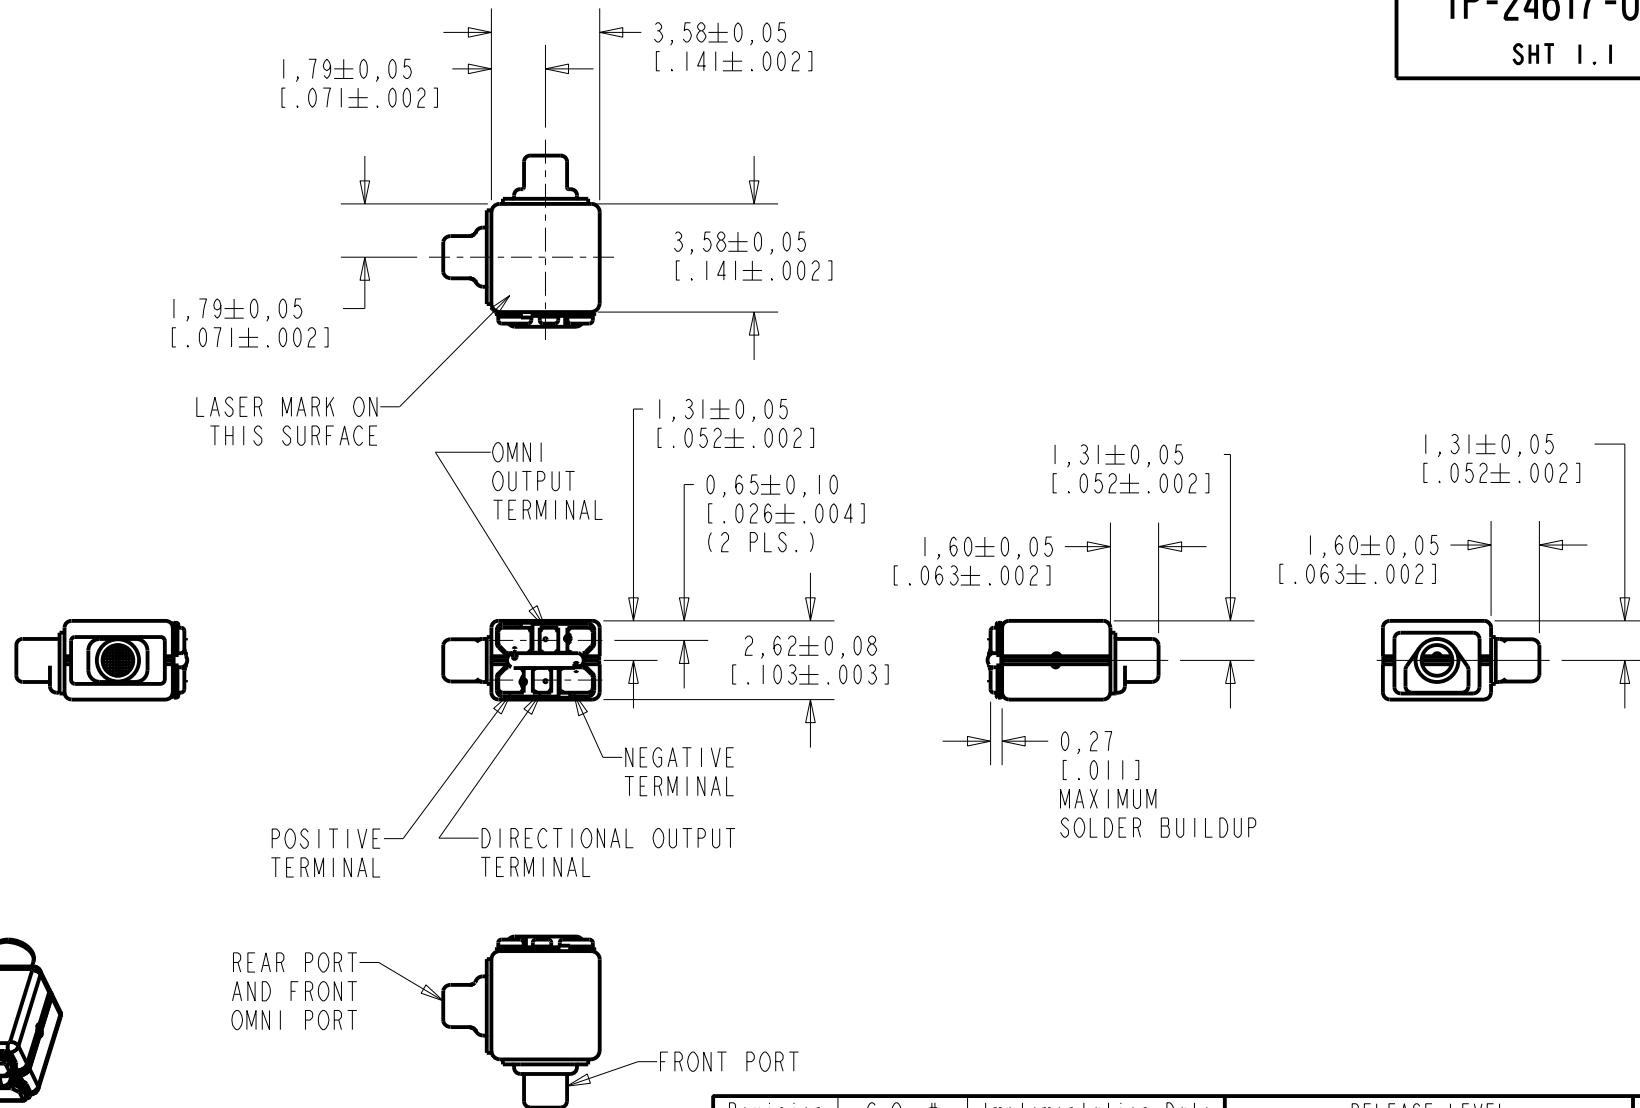 TP-24617-0
SHT 1.1
3,58±0,05
[.141±.002]
1,79±0,05
[.071±.002]
3,58±0,05
[.141±.002]
1,79±0,05
[.071±.002]
LASER MARK ON
THIS SURFACE
1,31±0,05
[.052±.002]
OMNI
OUTPUT
TERMINAL
0,65±0,10
[.026±.004]
(2 PLS.)
1,31±0,05
[.052±.002]
1,31±0,05
[.052±.002]
1,60±0,05
[.063±.002]
1,60±0,05
[.063±.002]
2,62±0,08
[.103±.003]
0,27
[.011]
MAXIMUM
SOLDER BUILDUP
NEGATIVE
TERMINAL
POSITIVE
TERMINAL
DIRECTIONAL OUTPUT
TERMINAL
REAR PORT
AND FRONT
OMNI PORT
FRONT PORT
Revision C.O. # Implementation Date RELEASE LEVEL